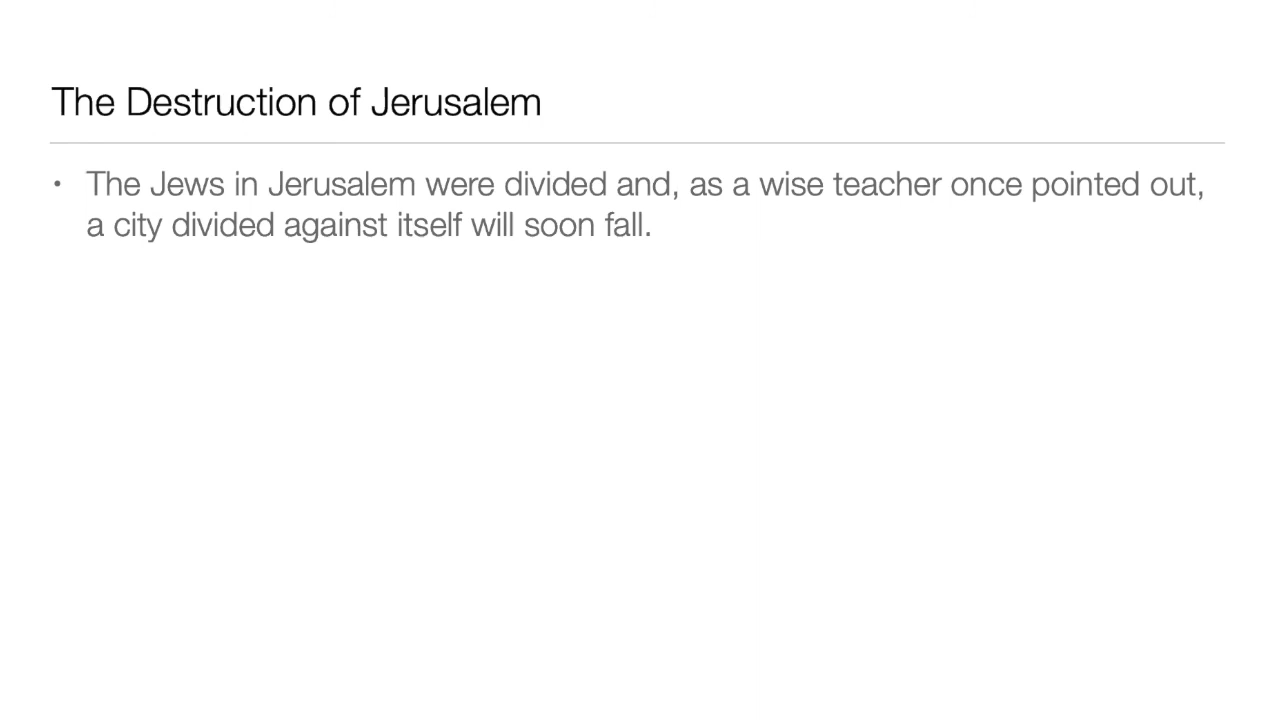 The Destruction of Jerusalem
• The Jews in Jerusalem were divided and, as a wise teacher once pointed out,
a city divided against itself will soon fall.